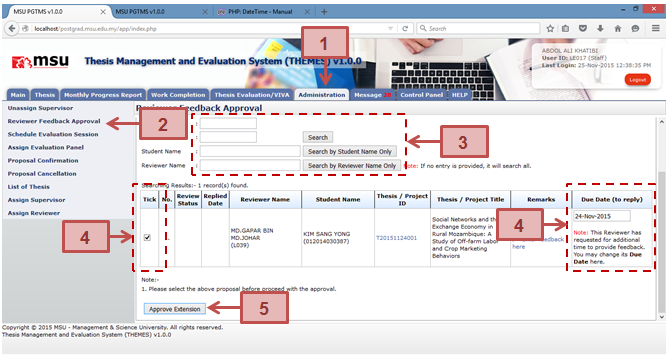 MSU PGTMS v1.0.0
MSU PGTMS v1.0.0
PHP: DateTime - Manual
localhost/postgrad.msu.edu.my/app/index.php
Search
1
msu
Thesis Management and Evaluation System (THEMES) v1.0.0
ABDOOL ALI KHATIBI
User ID: LE017 (Staff)
Last Login: 25-Nov-2015 12:38:35 PM
Logout
Main
Thesis
Monthly Progress Report
Work Completion
Thesis Evaluation/VIVA
Administration
Message
Control Panel
HELP
Unassign Supervisor
Reviewer Feedback Approval
Schedule Evaluation Session
Assign Evaluation Panel
Proposal Confirmation
Proposal Cancellation
List of Thesis
Assign Supervisor
Assign Reviewer
2
Reviewer Feedback Approval
:
:
Search
Student Name
:
Search by Student Name Only
Reviewer Name
:
Search by Reviewer Name Only
Note: If no entry is provided, it will search all.
3
Searching Results:- 1 record(s) found.
Tick
No.
Review Status
Replied Date
Reviewer Name
Student Name
Thesis / Project ID
Thesis / Project Title
Remarks
Due Date (to reply)
4
MD.GAPAR BIN
MD.JOHAR
(L039)
KIM SANG YONG
(012014030387)
T20151124001
Social Networks and
Exchange Economy in
Rural Mozambique: A
Study of Off-farm Labor
and Crop Marketing
Behaviors
here
4
24-Nov-2015
Note: This Reviewer has
requested for additional
time to provide feedback.
You may change its Due
Date here.
Note:-
1. Please select the above proposal before proceed with the approval.
Approve Extension
5
Copyright © 2015 MSU - Management & Science University. All rights reserved.
Thesis Management and Evaluation System (THEMES) v1.0.0